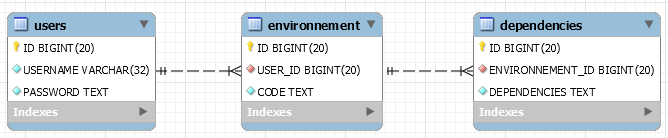 users
ID BIGINT(20)
USERNAME VARCHAR(32)
PASSWORD TEXT
Indexes
environnement
ID BIGINT(20)
USER_ID BIGINT(20)
CODE TEXT
Indexes
dependencies
ID BIGINT(20)
ENVIRONNEMENT_ID BIGINT(20)
DEPENDENCIES TEXT
Indexes